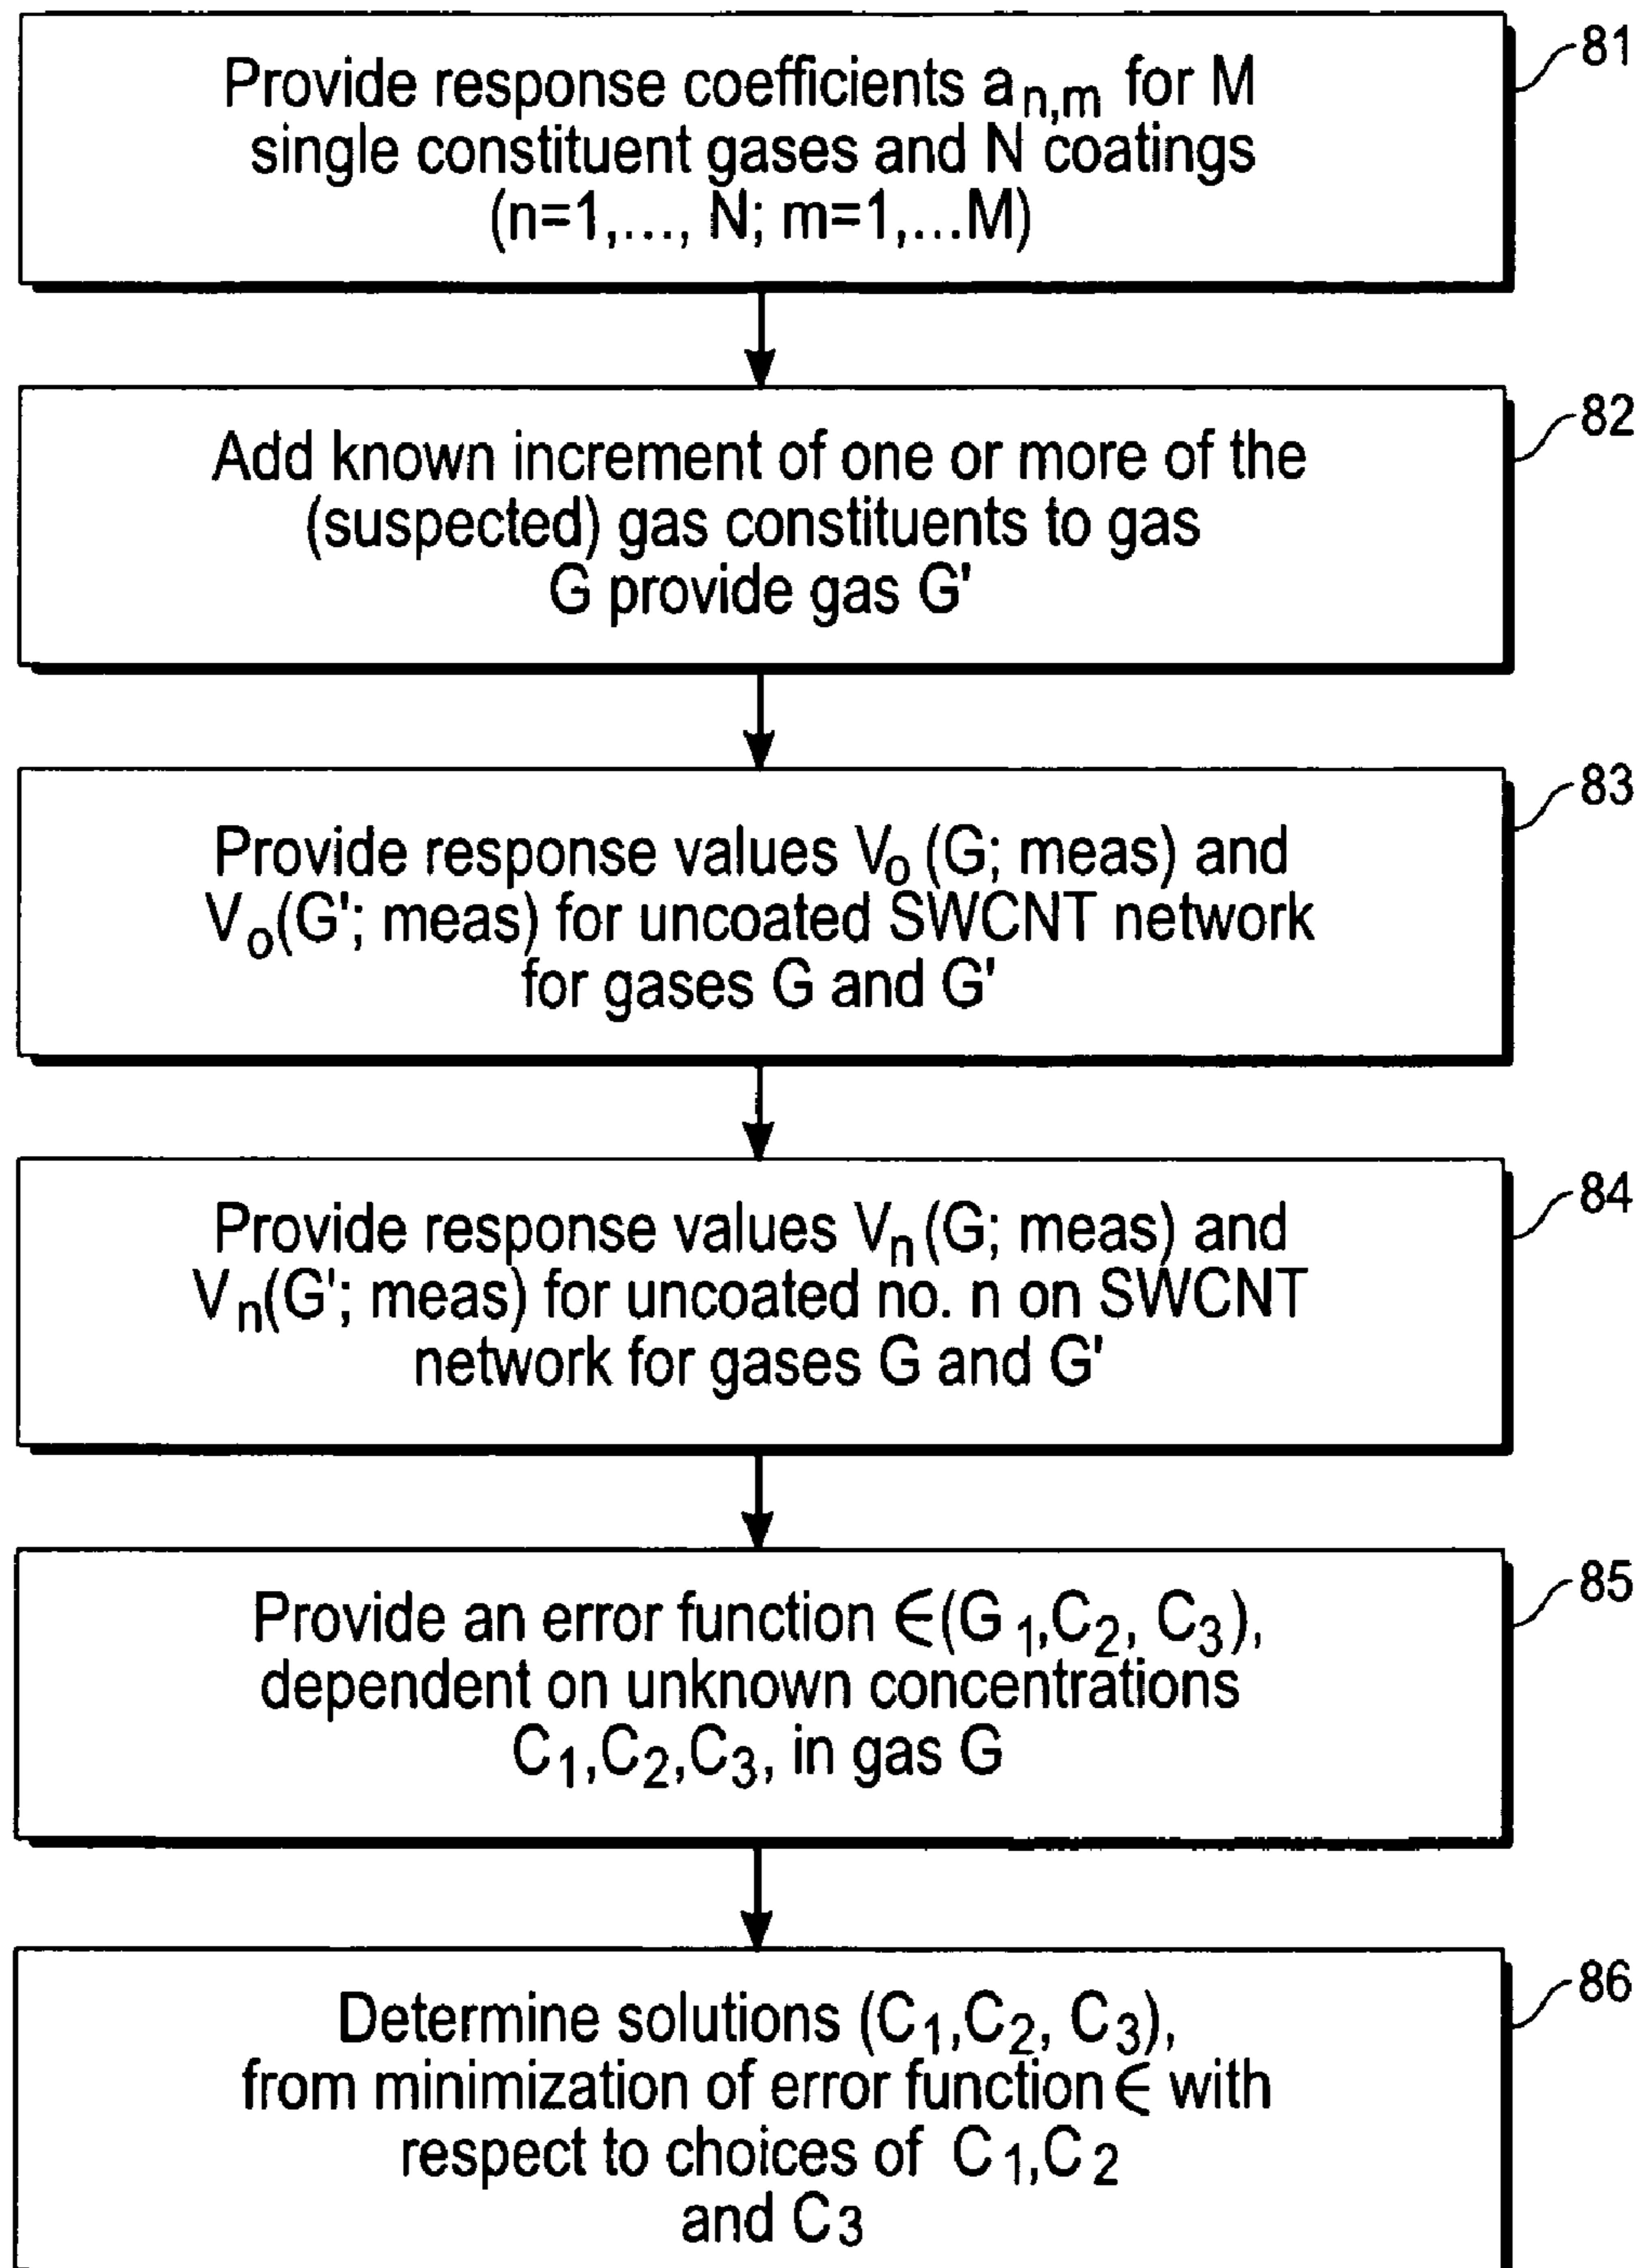 Provide response coefficients aₙ,ₘ for M
single constituent gases and N coatings
(n=1,..., N; m=1,...M)
81
Add known increment of one or more of the
(suspected) gas constituents to gas
G provide gas G'
82
Provide response values V₀ (G; meas) and
V₀(G'; meas) for uncoated SWCNT network
for gases G and G'
83
Provide response values Vₙ (G; meas) and
Vₙ(G'; meas) for uncoated no. n on SWCNT
network for gases G and G'
84
Provide an error function ∈(G₁,C₂, C₃),
dependent on unknown concentrations
C₁,C₂,C₃, in gas G
85
Determine solutions (C₁,C₂, C₃),
from minimization of error function ∈ with
respect to choices of C₁,C₂
and C₃
86